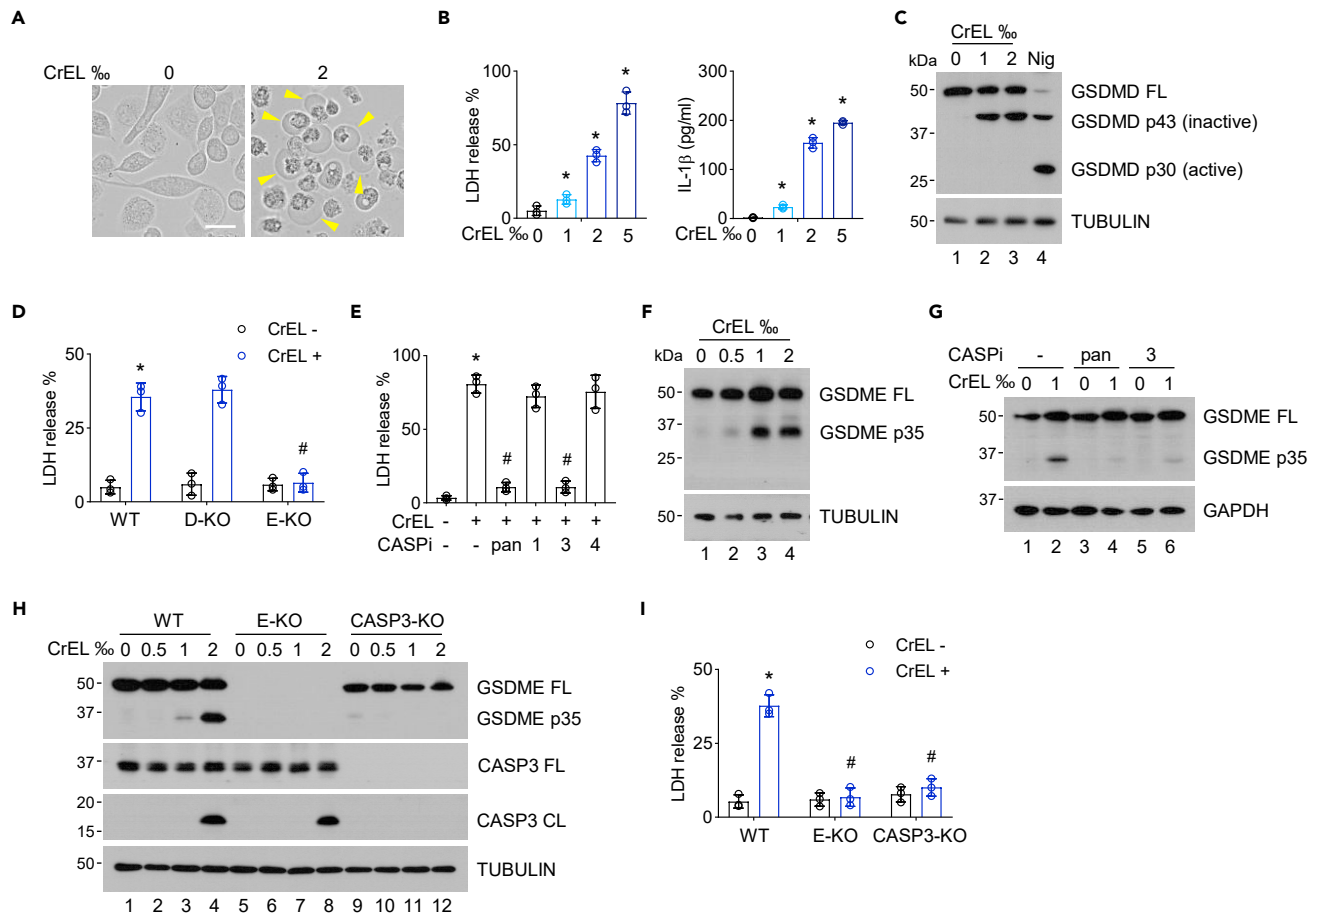 A
CrEL ‰ 0 2
B
LDH release %
100
50
0
CrEL ‰ 0 1 2 5
* * *
IL-1β (pg/ml)
300
200
100
0
CrEL ‰ 0 1 2 5
* * *
C
CrEL ‰
kDa 0 1 2 Nig
50 GSDMD FL
37 GSDMD p43 (inactive)
GSDMD p30 (active)
25
50 TUBULIN
1 2 3 4
D
CrEL -
CrEL +
LDH release %
50
25
0
* #
WT D-KO E-KO
E
LDH release %
100
50
0
* # #
CrEL - + + + + +
CASPi - - pan 1 3 4
F
CrEL ‰
kDa 0 0.5 1 2
50 GSDME FL
37 GSDME p35
25
50 TUBULIN
1 2 3 4
G
CASPi - pan 3
CrEL ‰ 0 1 0 1 0 1
50 GSDME FL
37 GSDME p35
37 GAPDH
1 2 3 4 5 6
H
WT E-KO CASP3-KO
CrEL ‰ 0 0.5 1 2 0 0.5 1 2 0 0.5 1 2
50 GSDME FL
37 GSDME p35
37 CASP3 FL
20
CASP3 CL
15
50 TUBULIN
1 2 3 4 5 6 7 8 9 10 11 12
I
CrEL -
CrEL +
LDH release %
50
25
0
* # #
WT E-KO CASP3-KO